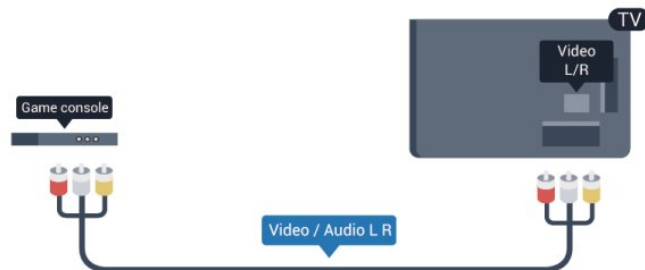 TV
Video
L/R
Game console
Video / Audio L R